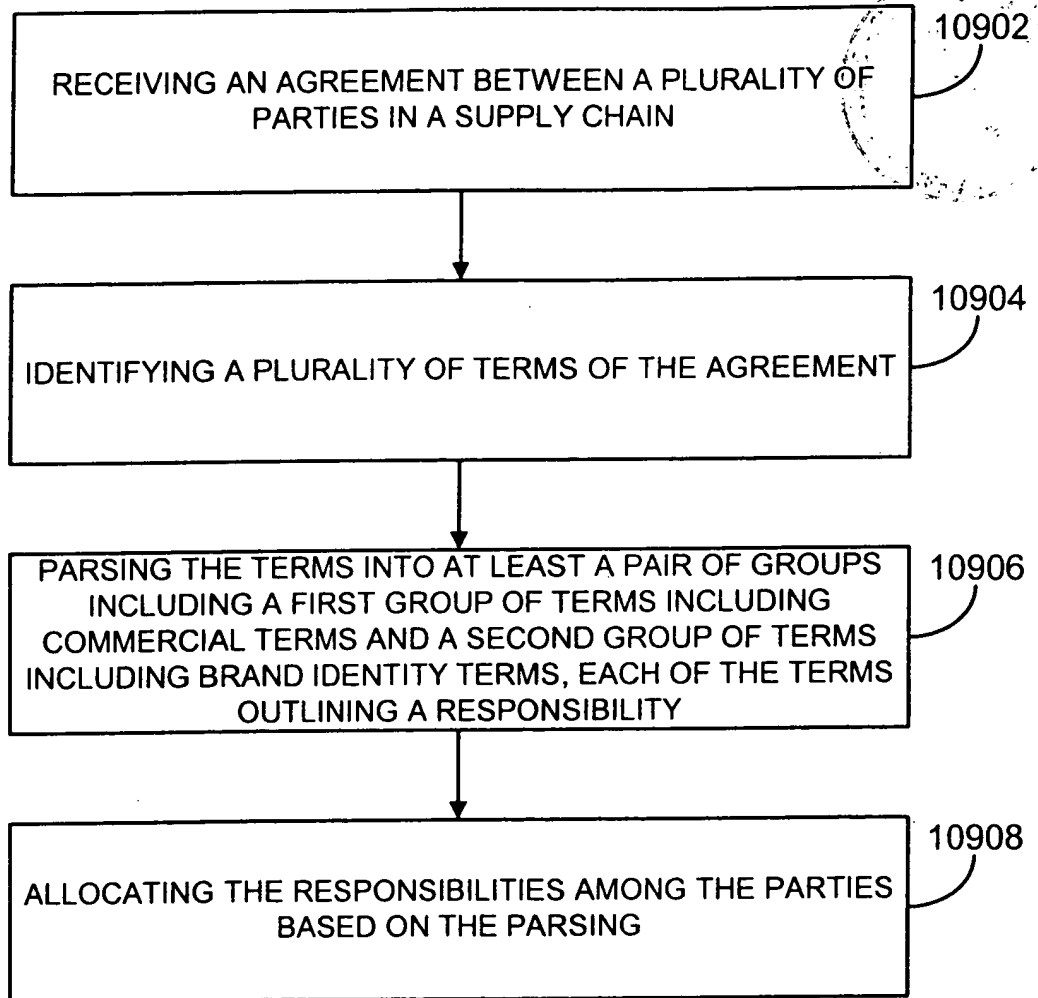 10902
RECEIVING AN AGREEMENT BETWEEN A PLURALITY OF
PARTIES IN A SUPPLY CHAIN
10904
IDENTIFYING A PLURALITY OF TERMS OF THE AGREEMENT
10906
PARSING THE TERMS INTO AT LEAST A PAIR OF GROUPS
INCLUDING A FIRST GROUP OF TERMS INCLUDING
COMMERCIAL TERMS AND A SECOND GROUP OF TERMS
INCLUDING BRAND IDENTITY TERMS, EACH OF THE TERMS
OUTLINING A RESPONSIBILITY
10908
ALLOCATING THE RESPONSIBILITIES AMONG THE PARTIES
BASED ON THE PARSING